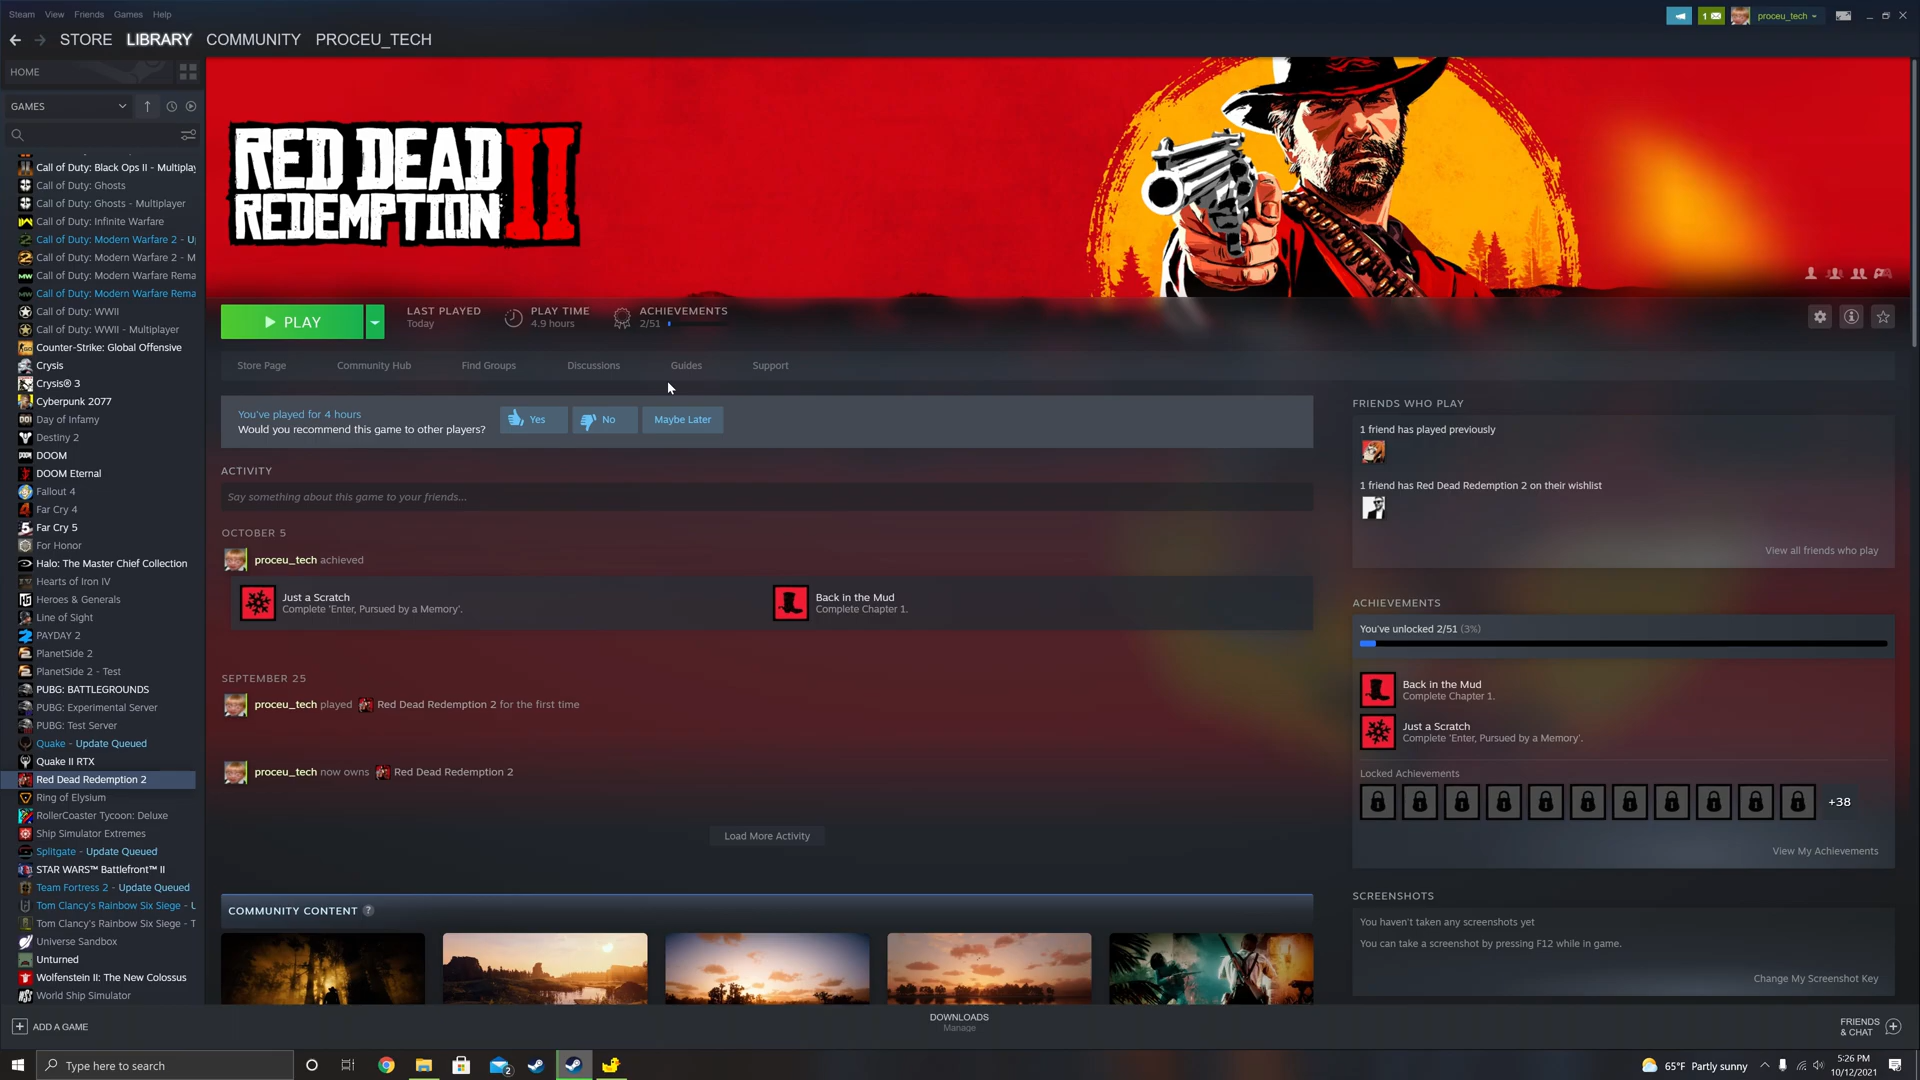 Steam View Friends Games Help
1
proceu_tech
STORE LIBRARY COMMUNITY PROCEU_TECH
HOME
GAMES
Call of Duty: Black Ops II - Multipla
Call of Duty: Ghosts
Call of Duty: Ghosts - Multiplayer
Call of Duty: Infinite Warfare
Call of Duty: Modern Warfare 2 - U
Call of Duty: Modern Warfare 2 - M
Call of Duty: Modern Warfare Rema
Call of Duty: Modern Warfare Rema
Call of Duty: WWII
Call of Duty: WWII - Multiplayer
Counter-Strike: Global Offensive
Crysis
Crysis® 3
Cyberpunk 2077
Day of Infamy
Destiny 2
DOOM
DOOM Eternal
Fallout 4
Far Cry 4
Far Cry 5
For Honor
Halo: The Master Chief Collection
Hearts of Iron IV
Heroes & Generals
Line of Sight
PAYDAY 2
PlanetSide 2
PlanetSide 2 - Test
PUBG: BATTLEGROUNDS
PUBG: Experimental Server
PUBG: Test Server
Quake - Update Queued
Quake II RTX
Red Dead Redemption 2
Ring of Elysium
RollerCoaster Tycoon: Deluxe
Ship Simulator Extremes
Splitgate - Update Queued
STAR WARS™ Battlefront™ II
Team Fortress 2 - Update Queued
Tom Clancy's Rainbow Six Siege - U
Tom Clancy's Rainbow Six Siege - T
Universe Sandbox
Unturned
Wolfenstein II: The New Colossus
World Ship Simulator
RED DEAD
REDEMPTION II
PLAY
LAST PLAYED
Today
PLAY TIME
4.9 hours
ACHIEVEMENTS
2/51
Store Page Community Hub Find Groups Discussions Guides Support
You've played for 4 hours
Would you recommend this game to other players?
Yes No Maybe Later
ACTIVITY
Say something about this game to your friends...
OCTOBER 5
proceu_tech achieved
Just a Scratch
Complete 'Enter, Pursued by a Memory'.
Back in the Mud
Complete Chapter 1.
SEPTEMBER 25
proceu_tech played Red Dead Redemption 2 for the first time
proceu_tech now owns Red Dead Redemption 2
Load More Activity
COMMUNITY CONTENT ?
FRIENDS WHO PLAY
1 friend has played previously
1 friend has Red Dead Redemption 2 on their wishlist
View all friends who play
ACHIEVEMENTS
You've unlocked 2/51 (3%)
Back in the Mud
Complete Chapter 1.
Just a Scratch
Complete 'Enter, Pursued by a Memory'.
Locked Achievements
+38
View My Achievements
SCREENSHOTS
You haven't taken any screenshots yet
You can take a screenshot by pressing F12 while in game.
Change My Screenshot Key
ADD A GAME
DOWNLOADS
Manage
FRIENDS
& CHAT
Type here to search
2
65°F Partly sunny
5:26 PM
10/12/2021